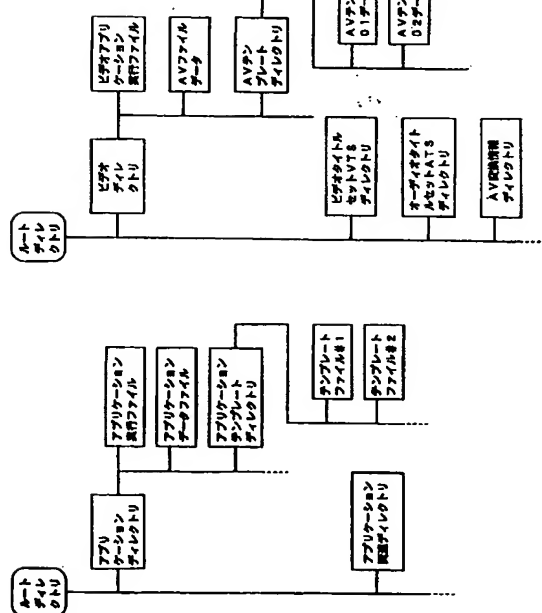 ルート
ディレ
クトリ
アプリ
ケーション
ディレクトリ
アプリケーション
実行ファイル
アプリケーション
データファイル
アプリケーション
テンプレート
ディレクトリ
テンプレート
ファイル#1
テンプレート
ファイル#2
アプリケーション
関連ディレクトリ
ルート
ディレ
クトリ
ビデオ
ディレ
クトリ
ビデオアプリ
ケーション
実行ファイル
AVファイル
データ
AVテン
プレート
ディレクトリ
AVテン
AVテン
ビデオタイトル
セットVTS
ディレクトリ
オーディオタイト
ルセットATS
ディレクトリ
ディレクトリ